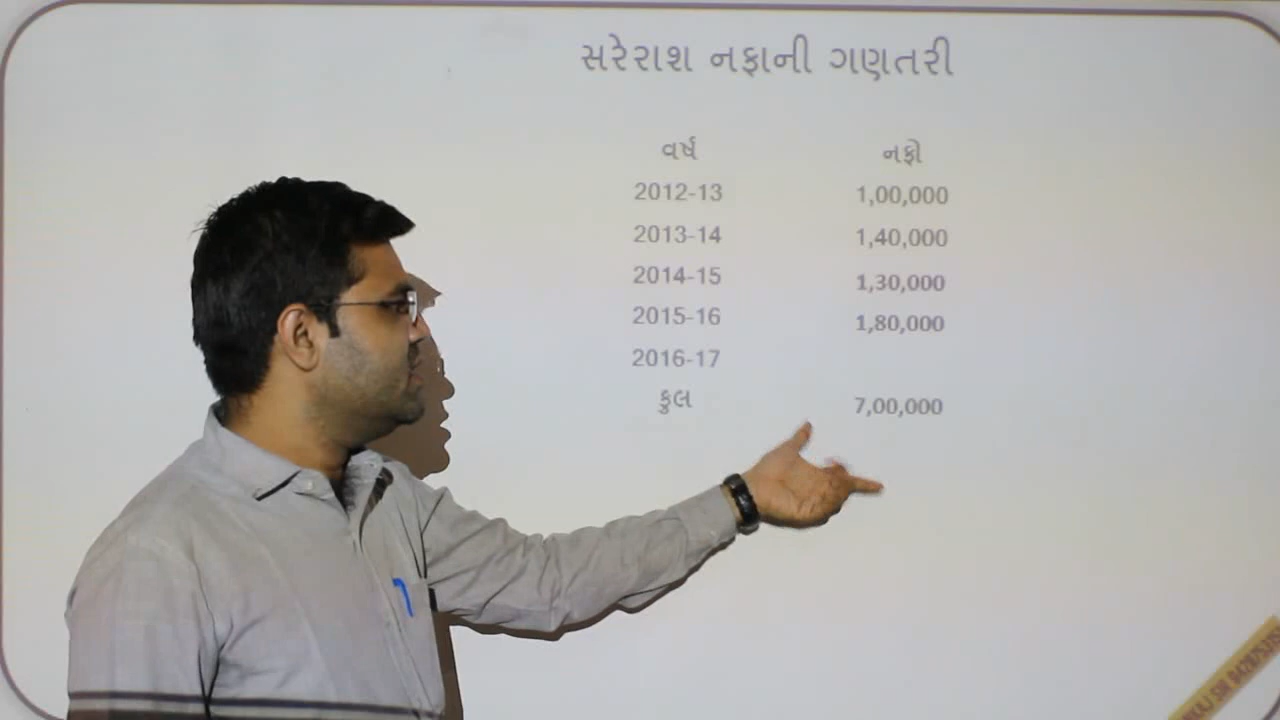 સરેરાશ નફાની ગણતરી
વર્ષ નફો
2012-13 1,00,000
2013-14 1,40,000
2014-15 1,30,000
2015-16 1,80,000
2016-17
કુલ 7,00,000
SIR